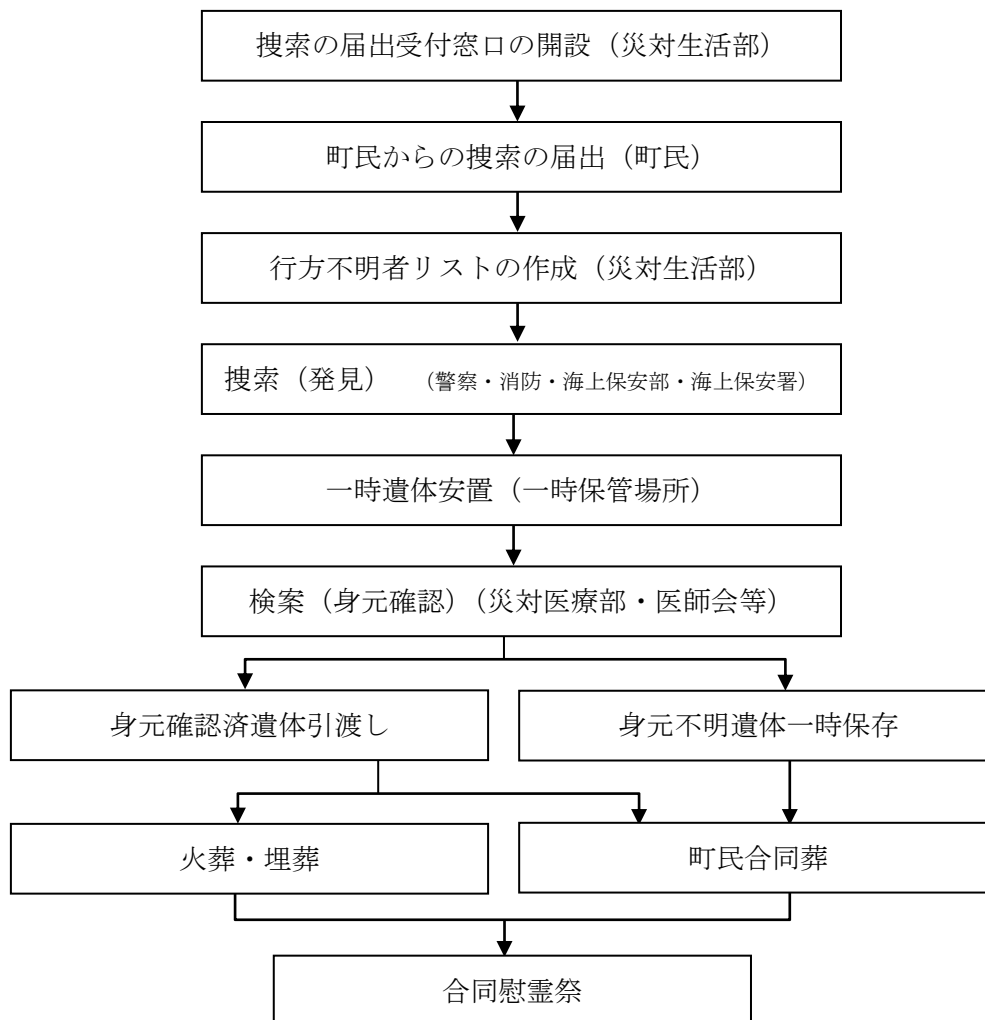 捜索の届出受付窓口の開設（災対生活部）
町民からの捜索の届出（町民）
行方不明者リストの作成（災対生活部）
捜索（発見）　（警察・消防・海上保安部・海上保安署）
一時遺体安置（一時保管場所）
検案（身元確認）（災対医療部・医師会等）
身元確認済遺体引渡し
身元不明遺体一時保存
火葬・埋葬
町民合同葬
合同慰霊祭